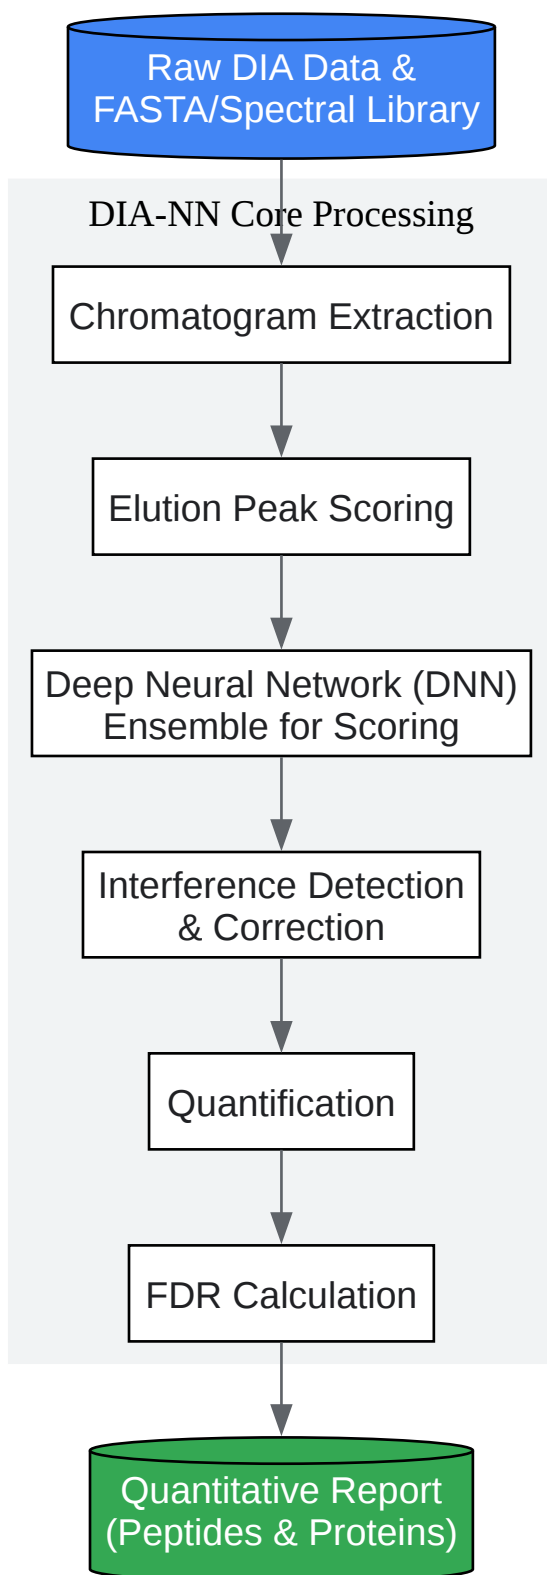 Raw DIA Data &
FASTA/Spectral Library
DIA-NN Core Processing
Chromatogram Extraction
Elution Peak Scoring
Deep Neural Network (DNN)
Ensemble for Scoring
Interference Detection
& Correction
Quantification
FDR Calculation
Quantitative Report
(Peptides & Proteins)